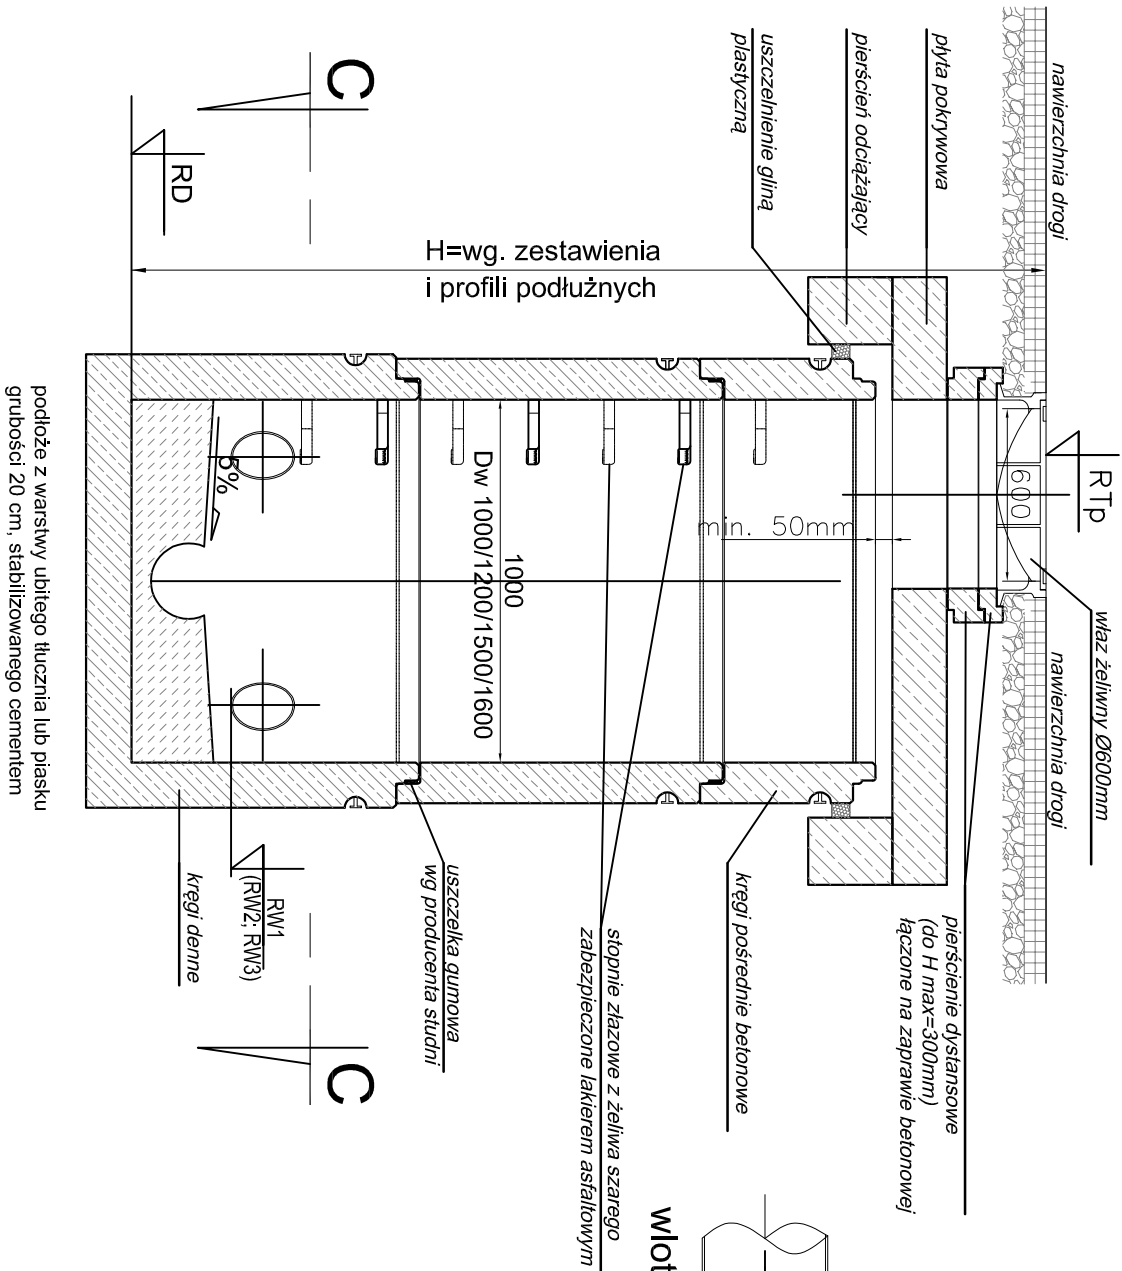 nawierzchnia drogi
płyta pokrywowa
pierścień odciążający
uszczelnienie gliną
plastyczną
C
RD
H=wg. zestawienia
i profili podłużnych
RTp
600
właz żeliwny Ø600mm
nawierzchnia drogi
min. 50mm
1000
Dw 1000/1200/1500/1600
5%
pierścienie dystansowe
(do H max=300mm)
łączone na zaprawie betonowej
kręgi pośrednie betonowe
stopnie złazowe z żeliwa szarego
zabezpieczone lakierem asfaltowym
uszczelka gumowa
wg producenta studni
RW1
(RW2; RW3)
kręgi denne
C
podłoże z warstwy ubitego tłucznia lub piasku
grubości 20 cm, stabilizowanego cementem
wlot